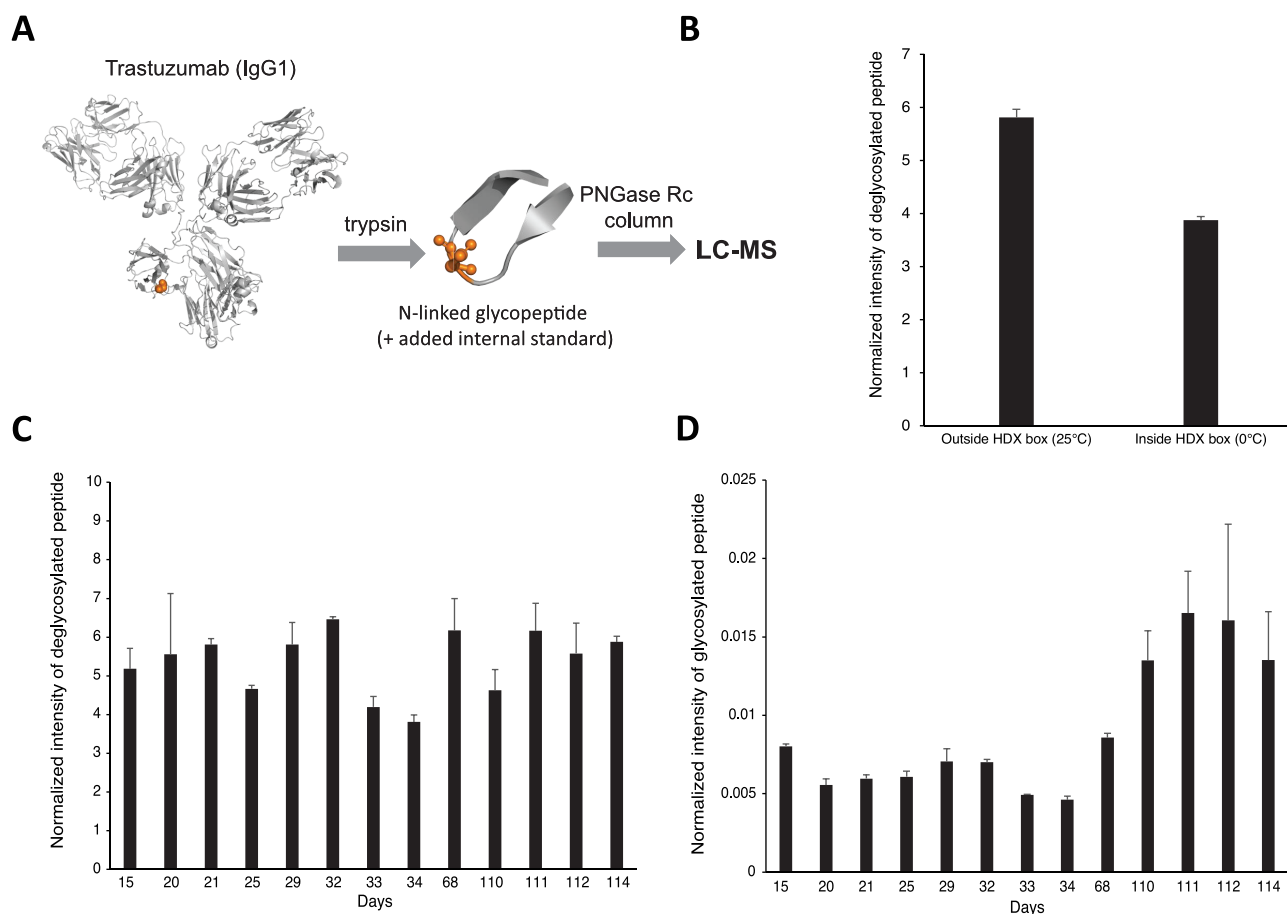 A
Trastuzumab (IgG1)
trypsin
N-linked glycopeptide
(+ added internal standard)
PNGase Rc
column
LC-MS
B
Normalized intensity of deglycosylated peptide
7
6
5
4
3
2
1
0
Outside HDX box (25°C)
Inside HDX box (0°C)
C
Normalized intensity of deglycosylated peptide
10
9
8
7
6
5
4
3
2
1
0
15 20 21 25 29 32 33 34 68 110 111 112 114
Days
D
Normalized intensity of glycosylated peptide
0.025
0.02
0.015
0.01
0.005
0
15 20 21 25 29 32 33 34 68 110 111 112 114
Days